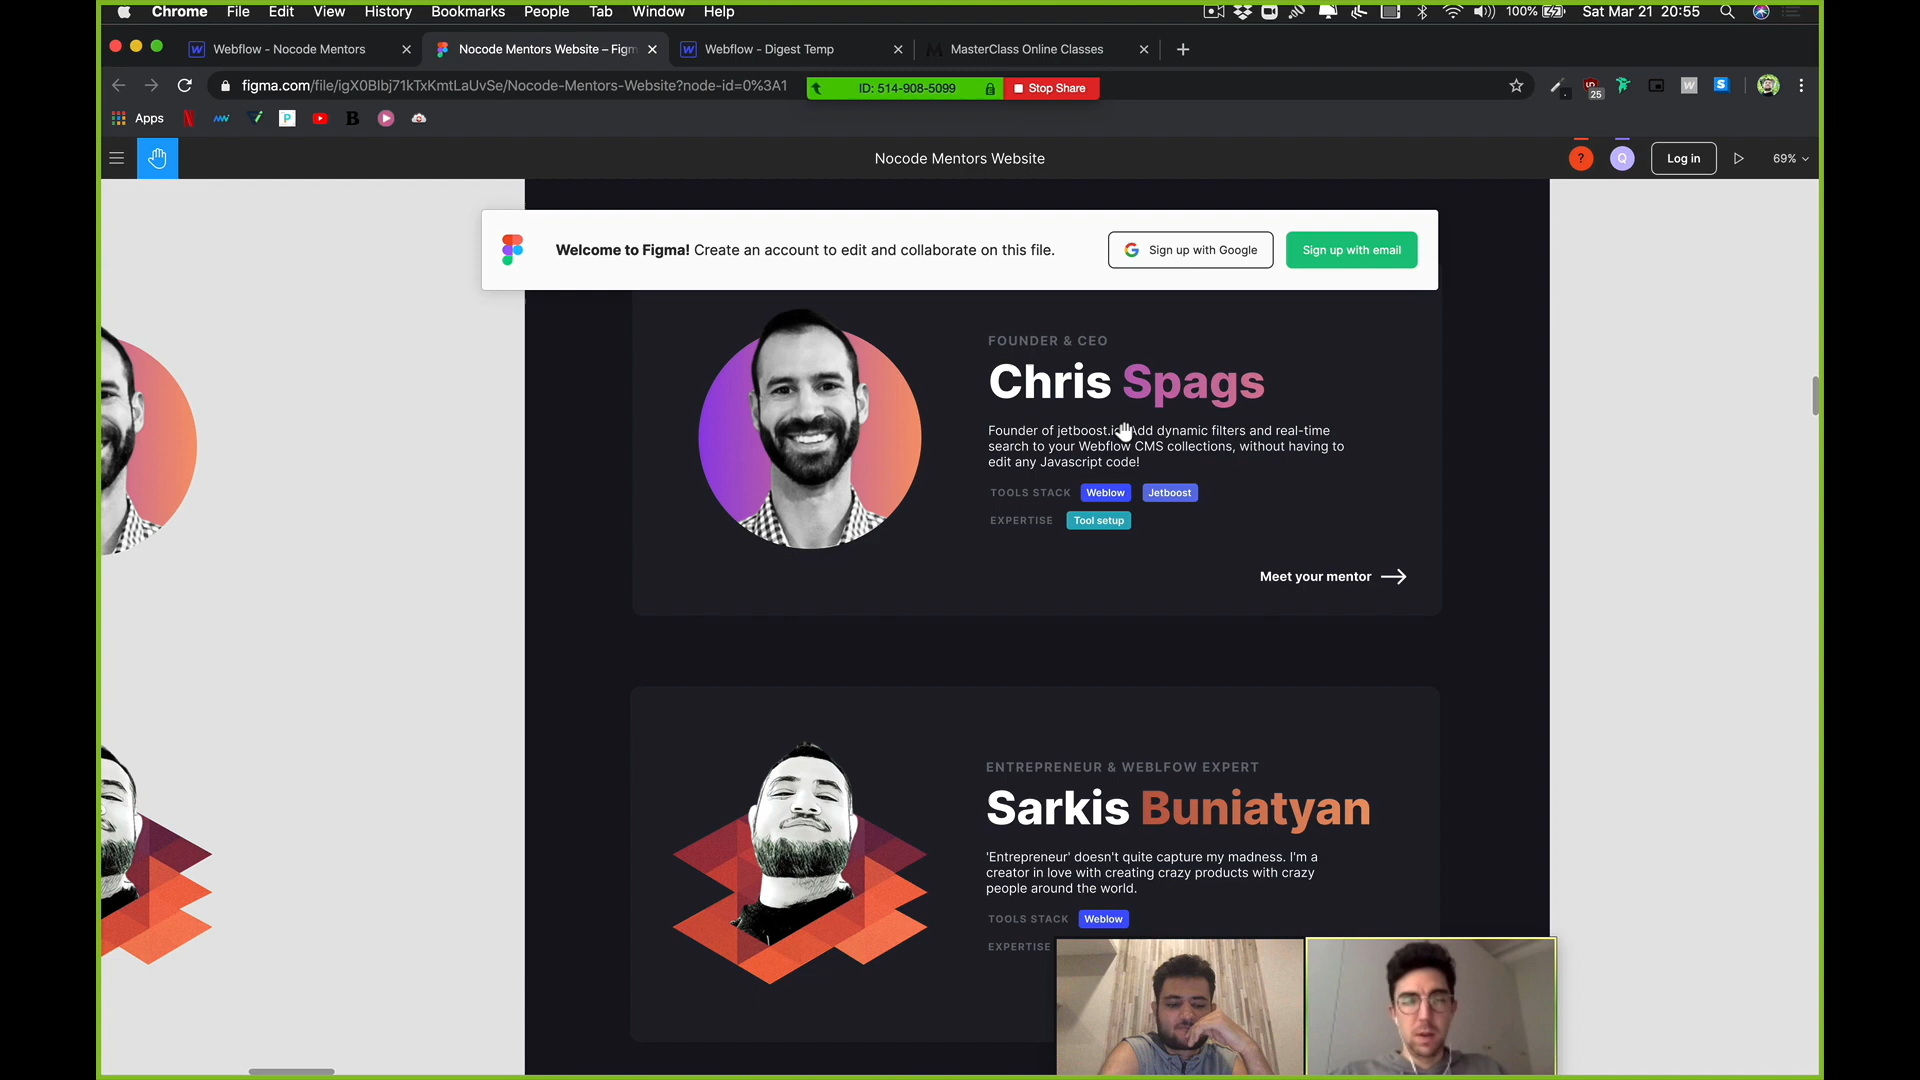 Chrome File Edit View History Bookmarks People Tab Window Help
100% Sat Mar 21 20:55
Webflow - Nocode Mentors
Nocode Mentors Website – Figm
Webflow - Digest Temp
MasterClass Online Classes
figma.com/file/igX0BIbj71kTxKmtLaUvSe/Nocode-Mentors-Website?node-id=0%3A1
ID: 514-908-5099
Stop Share
25
Apps
Nocode Mentors Website
?
Q
Log in
69%
Welcome to Figma! Create an account to edit and collaborate on this file.
Sign up with Google
Sign up with email
FOUNDER & CEO
Chris Spags
Founder of jetboost.io Add dynamic filters and real-time
search to your Webflow CMS collections, without having to
edit any Javascript code!
TOOLS STACK Weblow Jetboost
EXPERTISE Tool setup
Meet your mentor
ENTREPRENEUR & WEBLFOW EXPERT
Sarkis Buniatyan
'Entrepreneur' doesn't quite capture my madness. I'm a
creator in love with creating crazy products with crazy
people around the world.
TOOLS STACK Weblow
EXPERTISE